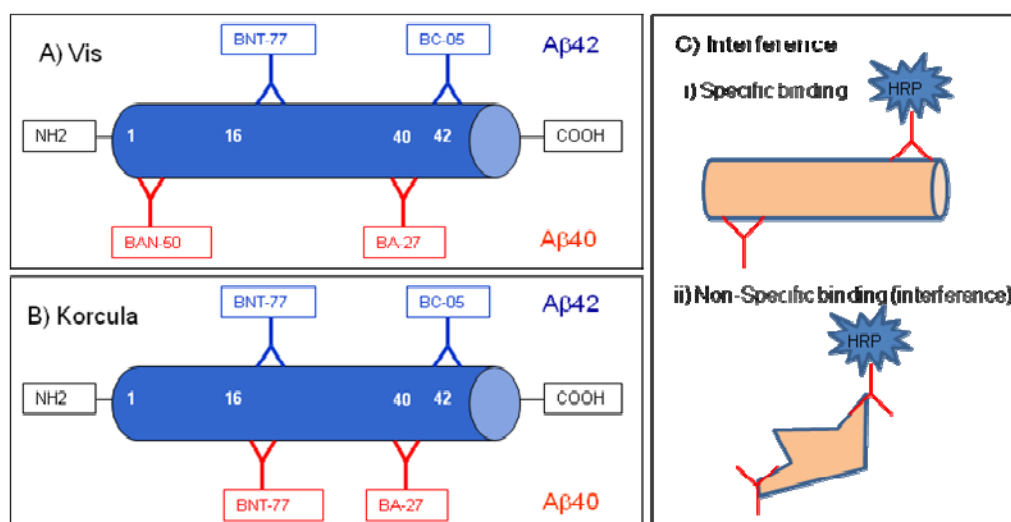 A) Vis
BNT-77
BC-05
Aβ42
NH2
1
16
40
42
COOH
BAN-50
BA-27
Aβ40
B) Korcula
BNT-77
BC-05
Aβ42
NH2
1
16
40
42
COOH
BNT-77
BA-27
Aβ40
C) Interference
i) Specific binding
HRP
ii) Non-Specific binding (interference)
HRP